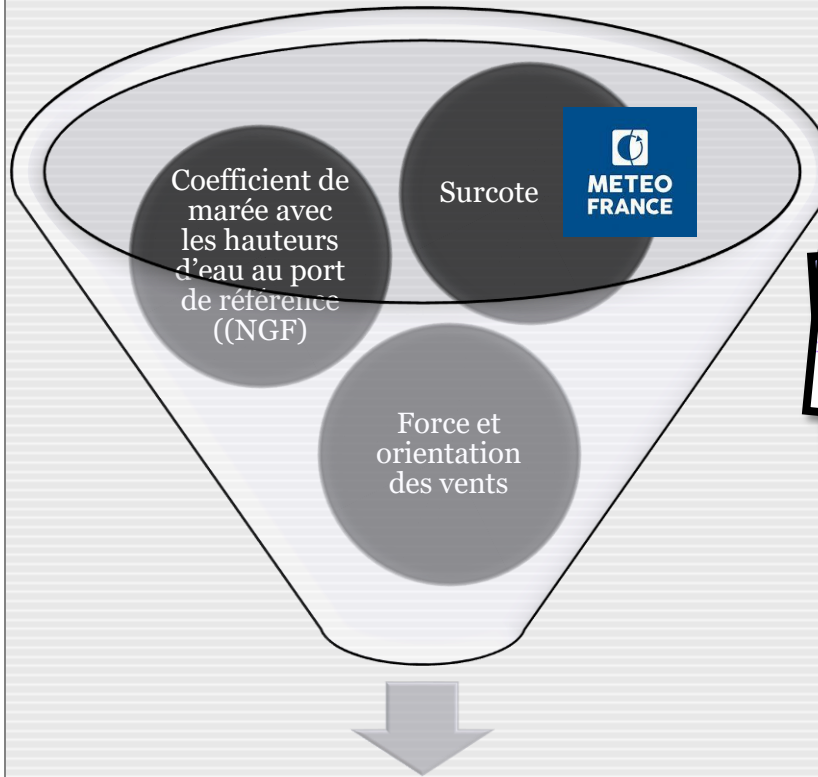 Coefficient de
marée avec
les hauteurs
d’eau au port
de référence
((NGF)
Surcote
METEO
FRANCE
Force et
orientation
des vents